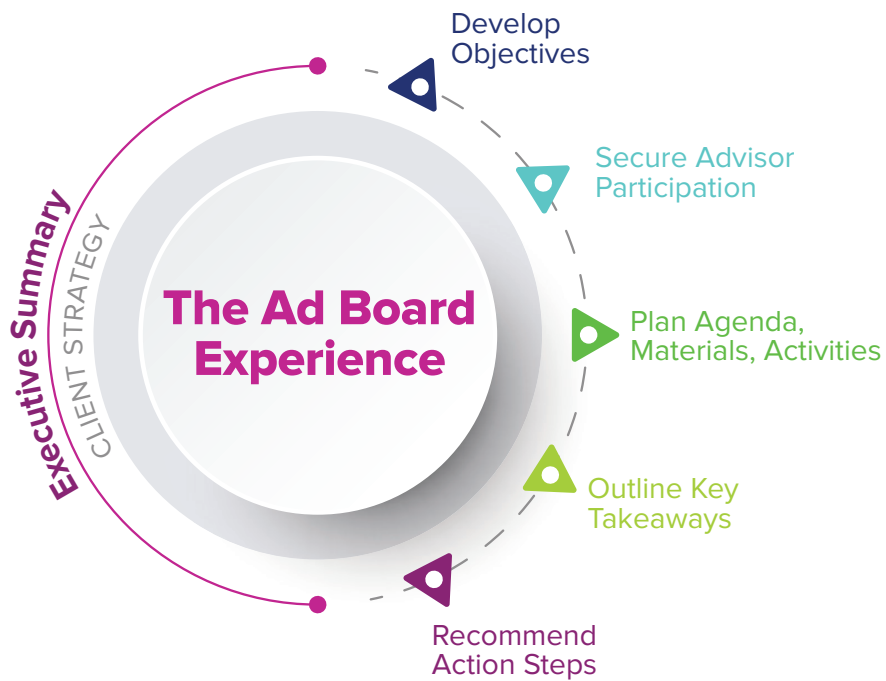 Develop
Objectives
Secure Advisor
Participation
Plan Agenda,
Materials, Activities
Outline Key
Takeaways
Recommend
Action Steps
The Ad Board
Experience
Executive Summary
CLIENT STRATEGY